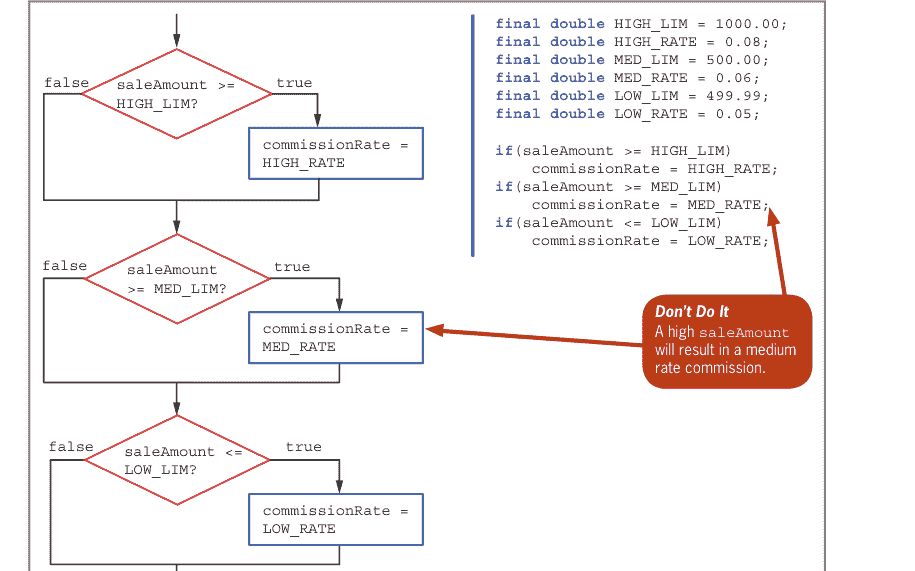 false
saleAmount >=
HIGH_LIM?
true
commissionRate =
HIGH_RATE
false
saleAmount
>= MED_LIM?
true
commissionRate =
MED_RATE
false
saleAmount <=
LOW_LIM?
true
commissionRate =
LOW_RATE
final double HIGH_LIM = 1000.00;
final double HIGH_RATE = 0.08;
final double MED_LIM = 500.00;
final double MED_RATE = 0.06;
final double LOW_LIM = 499.99;
final double LOW_RATE = 0.05;
if(saleAmount >= HIGH_LIM)
commissionRate = HIGH_RATE;
if(saleAmount >= MED_LIM)
commissionRate = MED_RATE;
if(saleAmount <= LOW_LIM)
commissionRate = LOW_RATE;
Don't Do It
A high saleAmount
will result in a medium
rate commission.